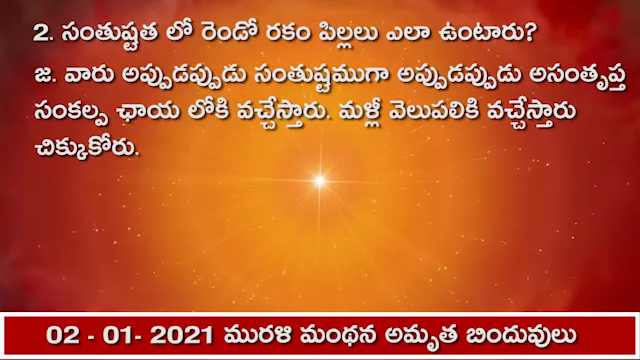 2. సంతుష్టత లో రెండో రకం పిల్లలు ఎలా ఉంటారు?
జ. వారు అప్పుడప్పుడు సంతుష్టముగా అప్పుడప్పుడు అసంతృప్త
సంకల్ప ఛాయ లోకి వచ్చేస్తారు. మళ్లీ వెలుపలికి వచ్చేస్తారు
చిక్కుకోరు.
02 - 01- 2021 మురళి మంథన అమృత బిందువులు